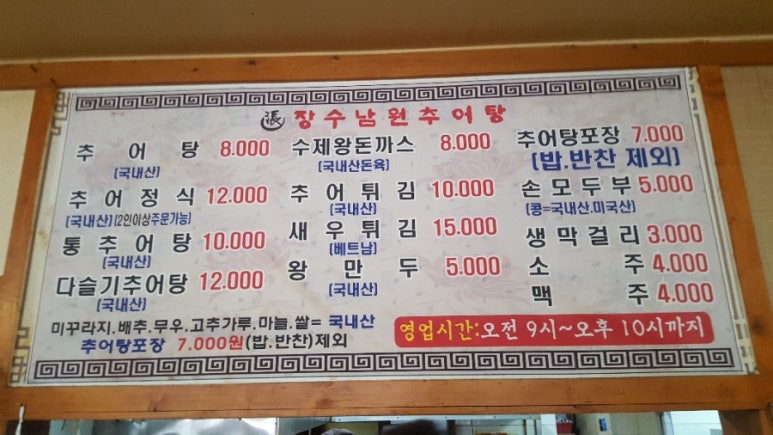 張 장수남원추어탕
추어탕 8.000
(국내산)
추어정식 12.000
(국내산)(2인이상주문가능)
통추어탕 10.000
(국내산)
다슬기추어탕 12.000
(국내산)
수제왕돈까스 8.000
(국내산돈육)
추어튀김 10.000
(국내산)
새우튀김 15.000
(베트남)
왕만두 5.000
(국내산)
추어탕포장 7.000
(밥.반찬 제외)
손모두부 5.000
(콩=국내산.미국산)
생막걸리 3.000
소주 4.000
맥주 4.000
미꾸라지.배추.무우.고추가루.마늘.쌀= 국내산
추어탕포장 7.000원(밥.반찬)제외
영업시간:오전 9시~오후 10시까지